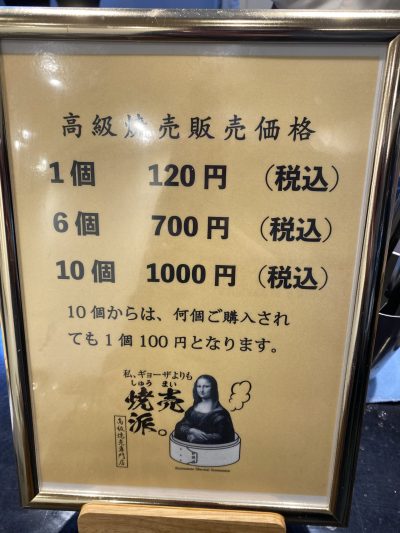 高級焼売販売価格
1個 120円 （税込）
6個 700円 （税込）
10個 1000円 （税込）
10個からは、何個ご購入され
ても1個100円となります。
私、ギョーザよりも
しゅう まい
焼売
派。
高級焼売専門店